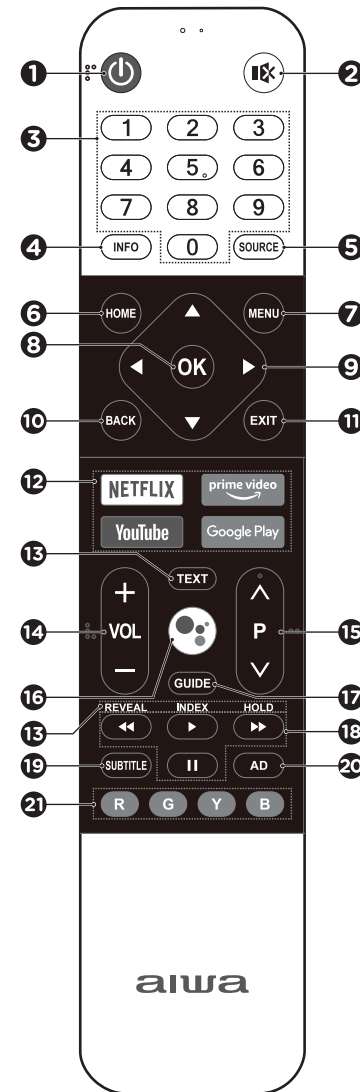 1 2
3 1 2 3
4 5 6
7 8 9
4 INFO 0 SOURCE 5
6 HOME MENU 7
8 OK 9
10 BACK EXIT 11
12 NETFLIX prime video
YouTube Google Play
13 TEXT
14 + VOL − P 15
16 GUIDE 17
REVEAL INDEX HOLD
13 18
19 SUBTITLE AD 20
21 R G Y B
aiwa